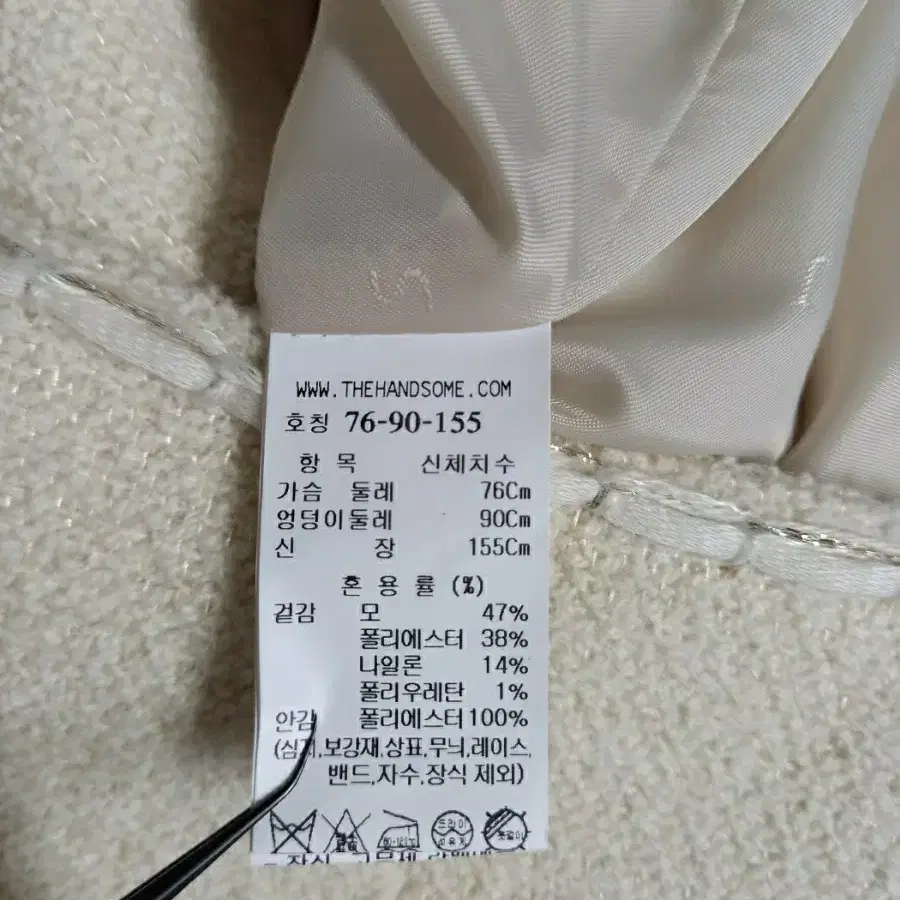 WWW.THEHANDSOME.COM
호칭 76-90-155
항 목 신체치수
가슴 둘레 76Cm
엉덩이둘레 90Cm
신 장 155Cm
혼 용 률 (%)
겉감 모 47%
폴리에스터 38%
나일론 14%
폴리우레탄 1%
안감 폴리에스터 100%
(심지,보강재,상표,무늬,레이스,
밴드,자수,장식 제외)
드라이